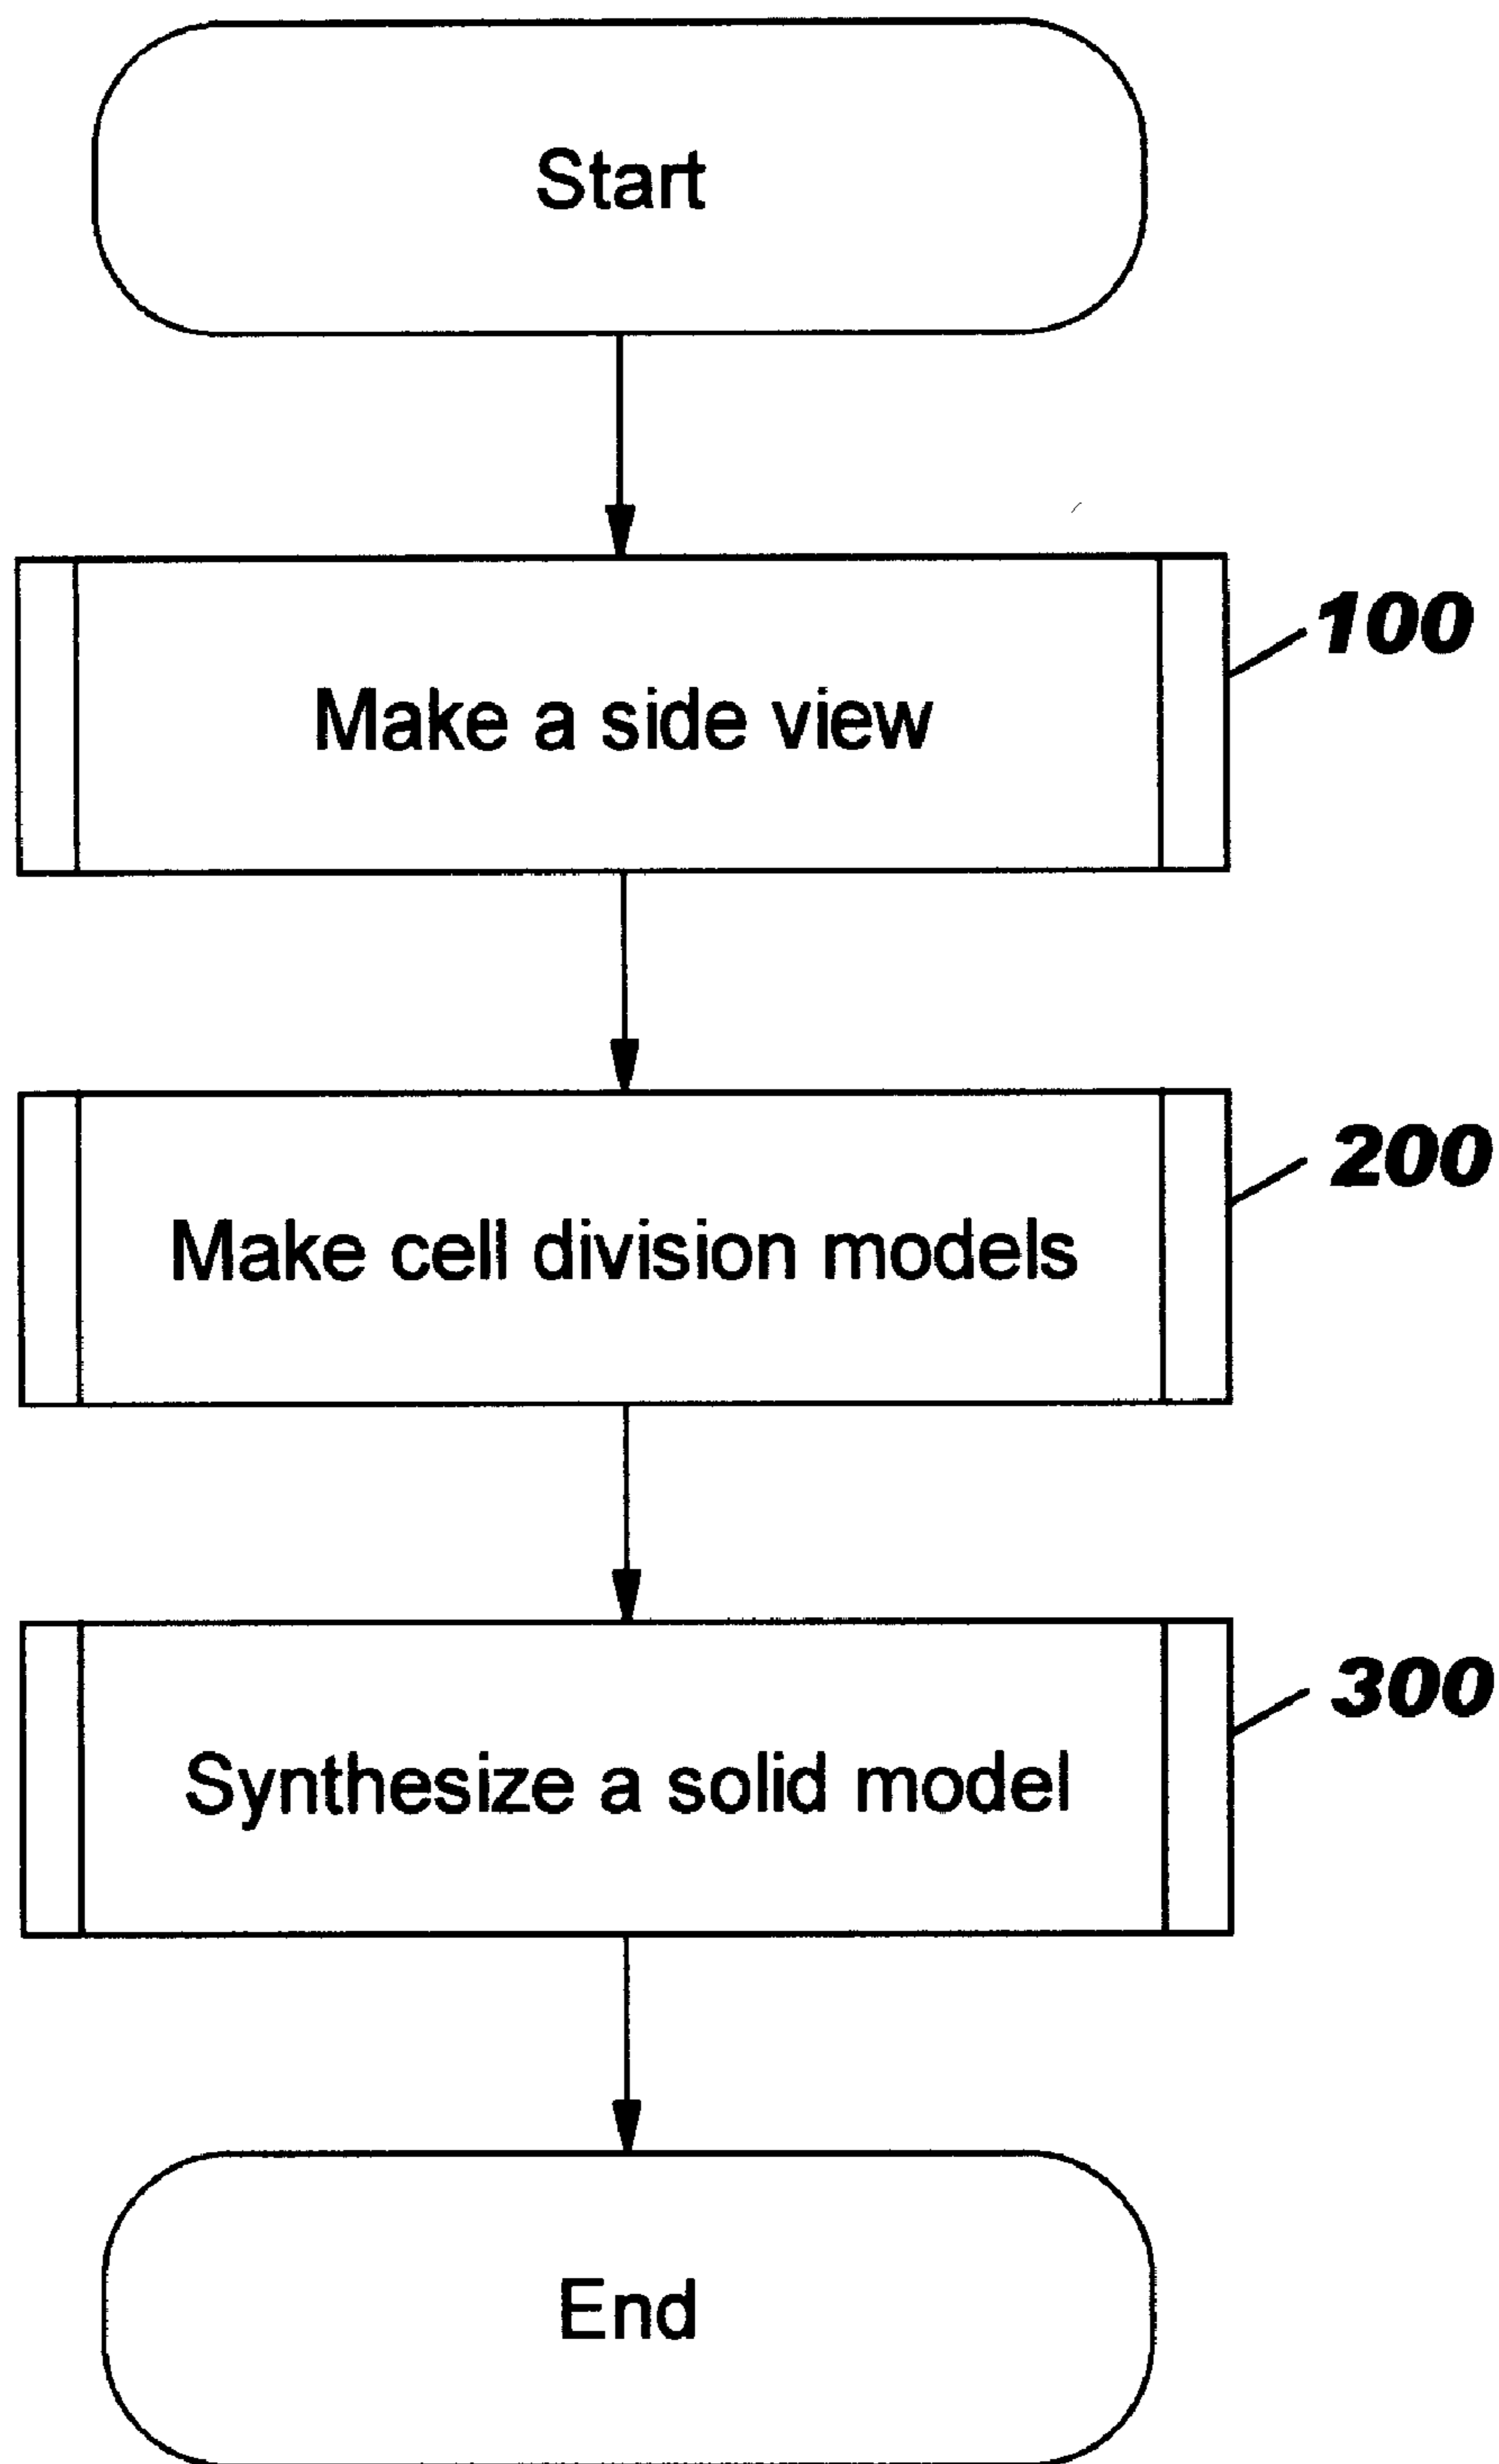 Start
100
Make a side view
200
Make cell division models
300
Synthesize a solid model
End